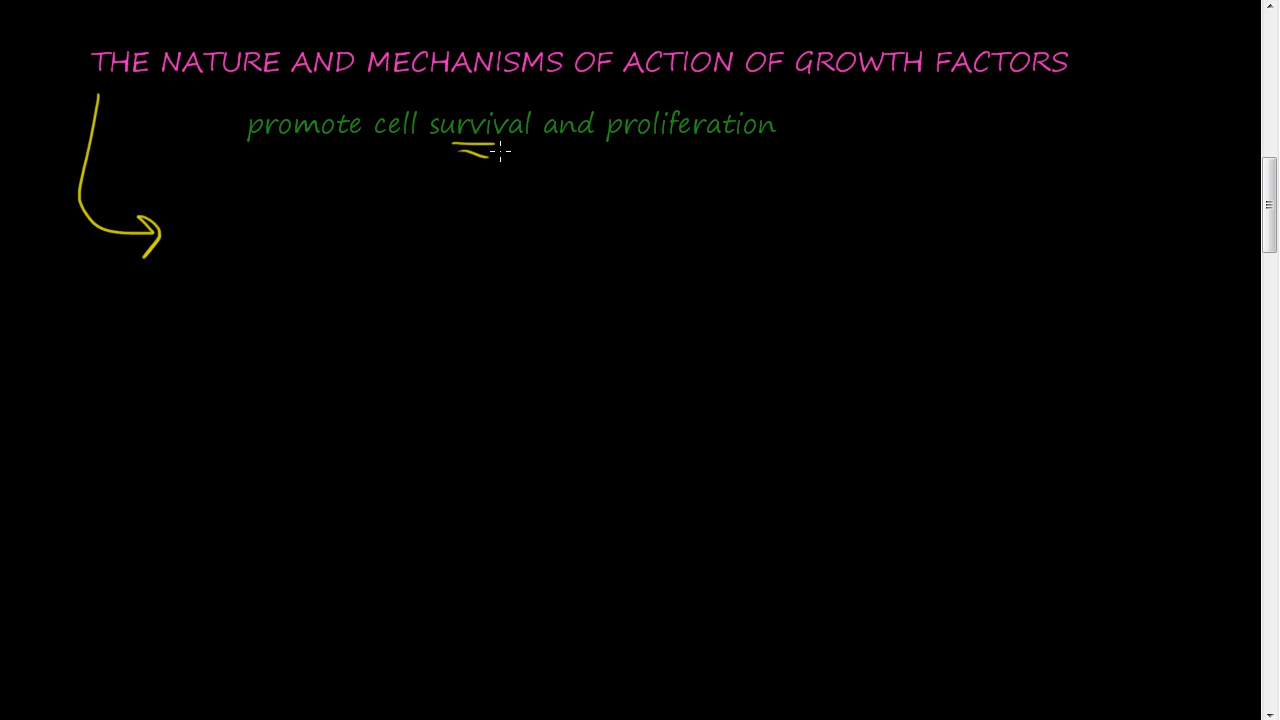 THE NATURE AND MECHANISMS OF ACTION OF GROWTH FACTORS
promote cell survival and proliferation